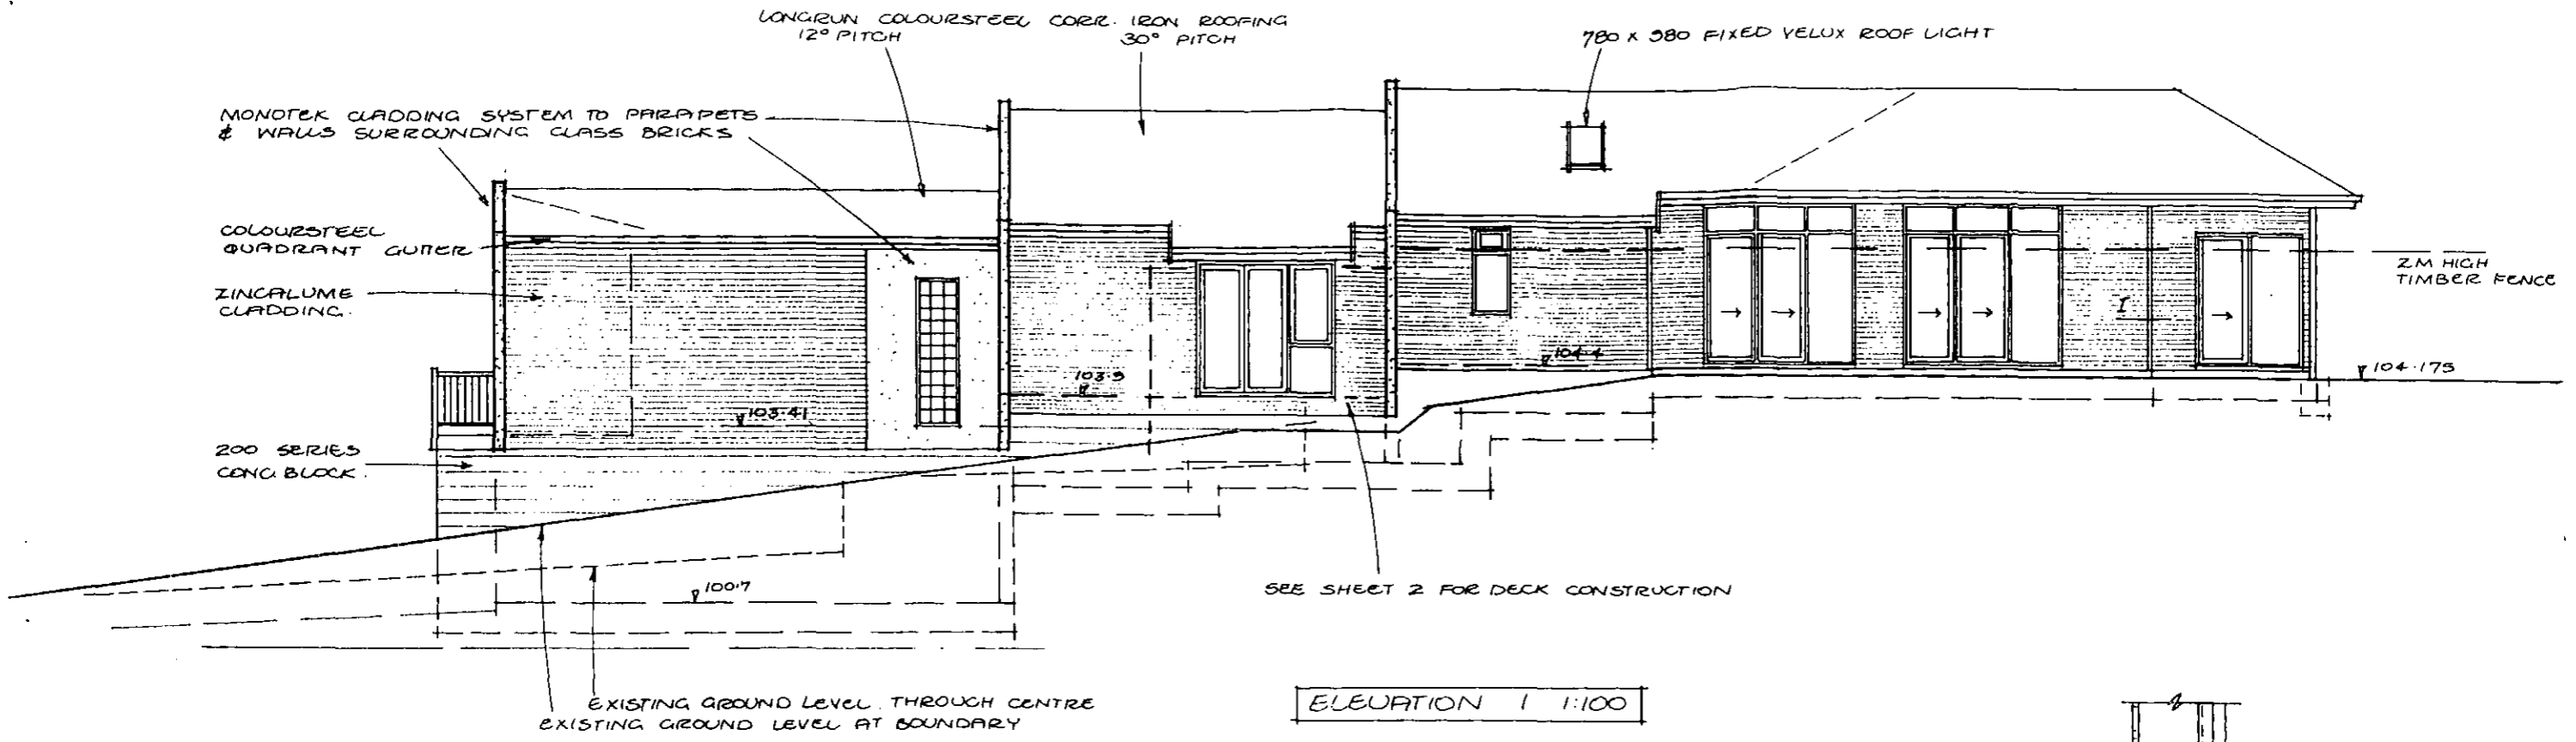 LONGRUN COLOURSTEEL CORR. IRON ROOFING
12° PITCH
30° PITCH
780 X 980 FIXED VELUX ROOF LIGHT
MONOTEK CLADDING SYSTEM TO PARAPETS
& WALLS SURROUNDING GLASS BRICKS
COLOURSTEEL
QUADRANT GUTTER
ZINCALUME
CLADDING.
2M HIGH
TIMBER FENCE
I
104.4
103.9
104.175
103.41
200 SERIES
CONC. BLOCK.
100.7
SEE SHEET 2 FOR DECK CONSTRUCTION
EXISTING GROUND LEVEL THROUGH CENTRE
EXISTING GROUND LEVEL AT BOUNDARY
ELEVATION 1 1:100